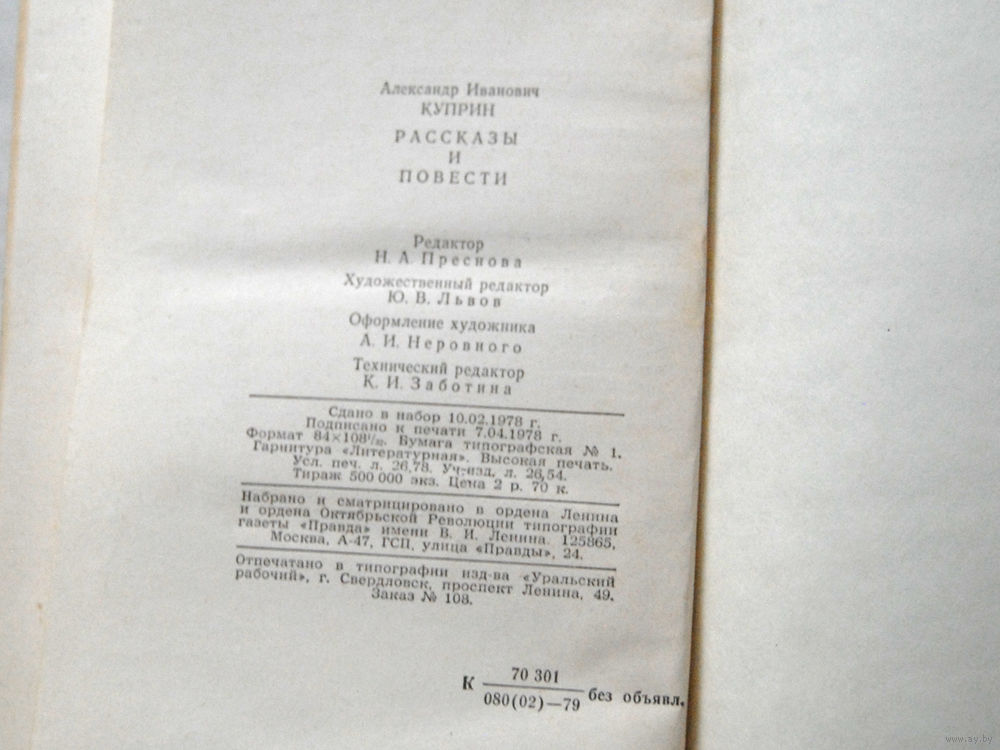 Александр Иванович
КУПРИН
РАССКАЗЫ
И
ПОВЕСТИ
Редактор
Н. А. Преснова
Художественный редактор
Ю. В. Львов
Оформление художника
А. И. Неровного
Технический редактор
К. И. Заботина
Сдано в набор 10.02.1978 г.
Подписано к печати 7.04.1978 г.
Формат 84×108¹/₃₂. Бумага типографская № 1.
Гарнитура «Литературная». Высокая печать.
Усл. печ. л. 26,78. Уч-изд. л. 26,54.
Тираж 500 000 экз. Цена 2 р. 70 к.
Набрано и сматрицировано в ордена Ленина
и ордена Октябрьской Революции типографии
газеты «Правда» имени В. И. Ленина. 125865,
Москва, А-47, ГСП, улица «Правды», 24.
Отпечатано в типографии изд-ва «Уральский
рабочий», г. Свердловск, проспект Ленина, 49.
Заказ № 108.
К 70 301
080(02)—79 без объявл.
www.ay.by